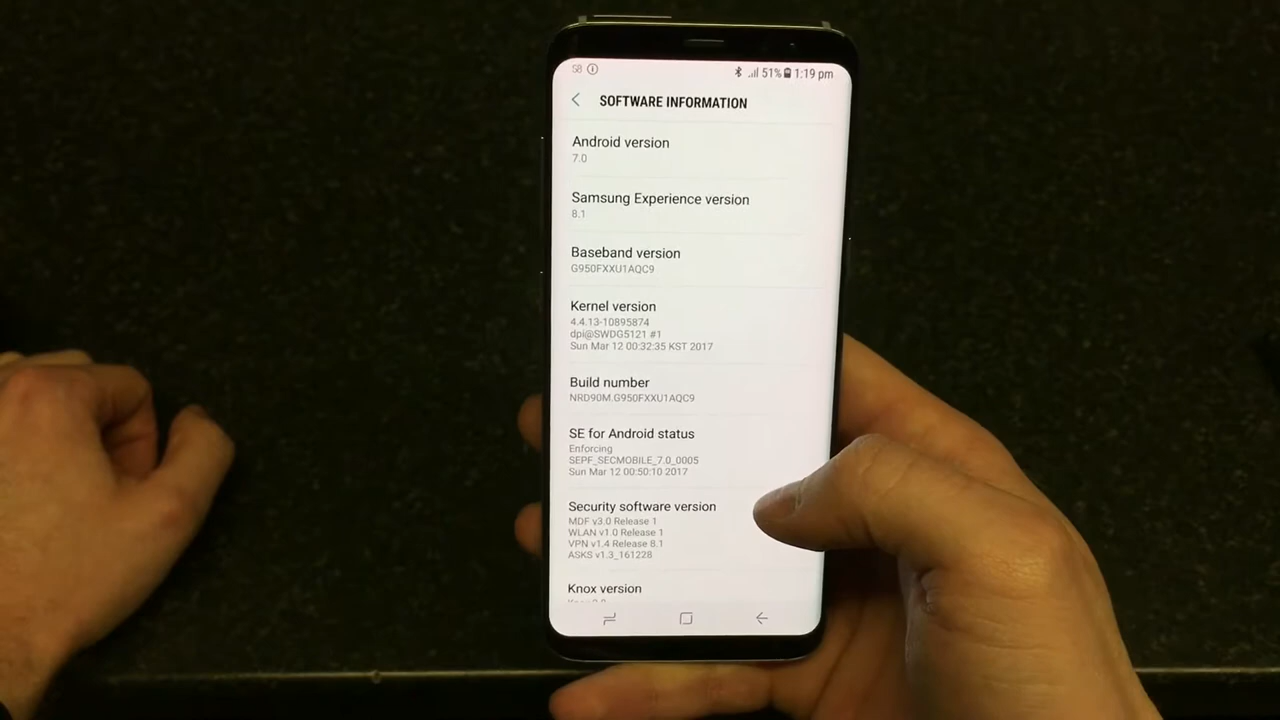 S8 51% 1:19 pm
SOFTWARE INFORMATION
Android version
7.0
Samsung Experience version
8.1
Baseband version
G950FXXU1AQC9
Kernel version
4.4.13-10895874
dpi@SWDG5121 #1
Sun Mar 12 00:32:35 KST 2017
Build number
NRD90M.G950FXXU1AQC9
SE for Android status
Enforcing
SEPF_SECMOBILE_7.0_0005
Sun Mar 12 00:50:10 2017
Security software version
MDF v3.0 Release 1
WLAN v1.0 Release 1
VPN v1.4 Release 8.1
ASKS v1.3_161228
Knox version